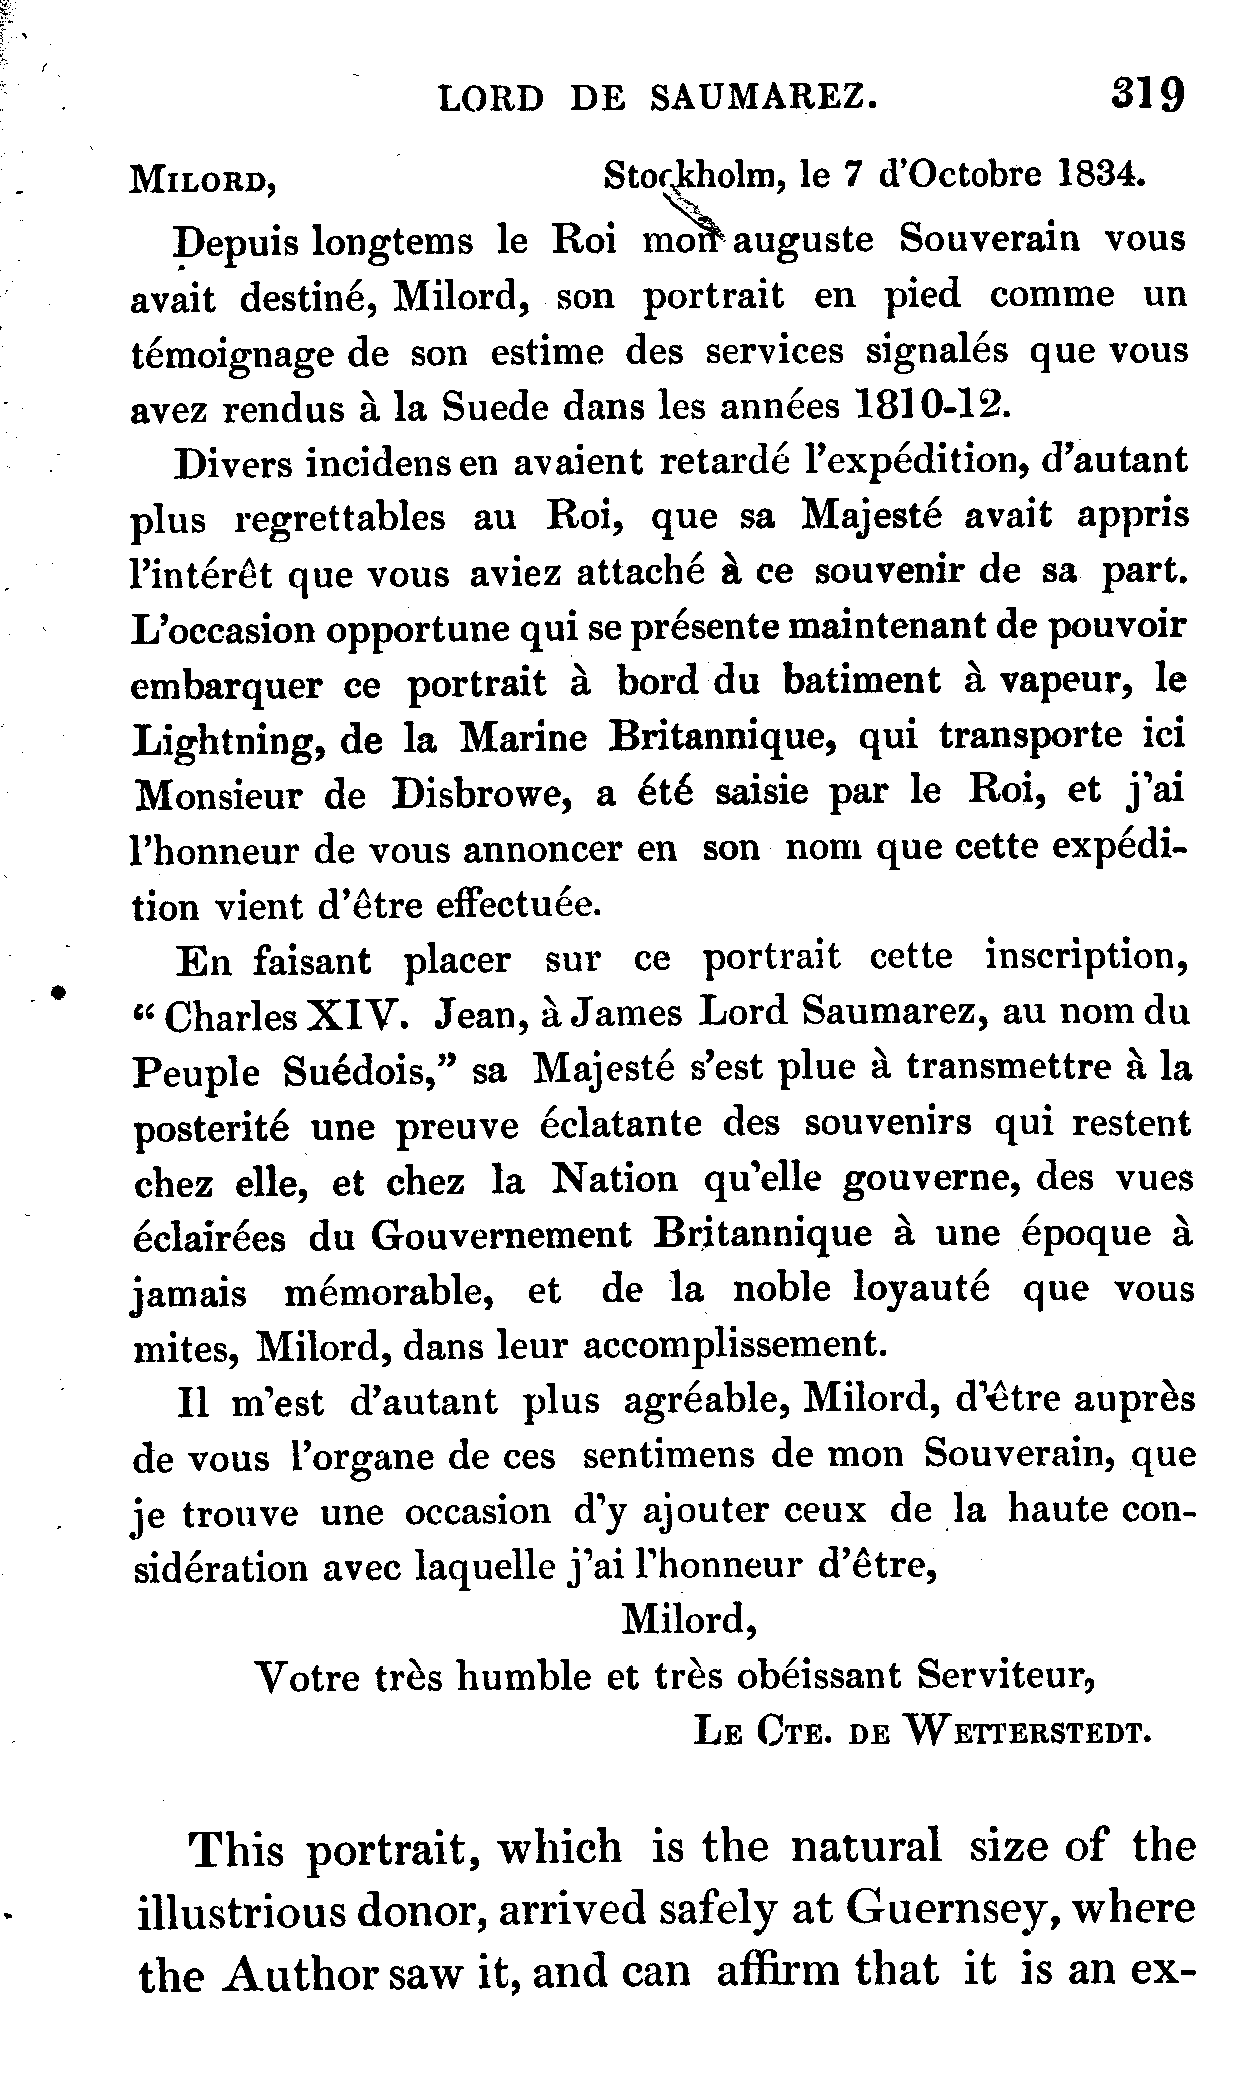 LORD DE SAUMAREZ. 319
MILORD, Stockholm, le 7 d'Octobre 1834.
Depuis longtems le Roi mon auguste Souverain vous
avait destiné, Milord, son portrait en pied comme un
témoignage de son estime des services signalés que vous
avez rendus à la Suede dans les années 1810-12.
Divers incidens en avaient retardé l'expédition, d'autant
plus regrettables au Roi, que sa Majesté avait appris
l'intérêt que vous aviez attaché à ce souvenir de sa part.
L'occasion opportune qui se présente maintenant de pouvoir
embarquer ce portrait à bord du batiment à vapeur, le
Lightning, de la Marine Britannique, qui transporte ici
Monsieur de Disbrowe, a été saisie par le Roi, et j'ai
l'honneur de vous annoncer en son nom que cette expédi-
tion vient d'être effectuée.
En faisant placer sur ce portrait cette inscription,
“Charles XIV. Jean, à James Lord Saumarez, au nom du
Peuple Suédois,” sa Majesté s'est plue à transmettre à la
posterité une preuve éclatante des souvenirs qui restent
chez elle, et chez la Nation qu'elle gouverne, des vues
éclairées du Gouvernement Britannique à une époque à
jamais mémorable, et de la noble loyauté que vous
mites, Milord, dans leur accomplissement.
Il m'est d'autant plus agréable, Milord, d'être auprès
de vous l'organe de ces sentimens de mon Souverain, que
je trouve une occasion d'y ajouter ceux de la haute con-
sidération avec laquelle j'ai l'honneur d'être,
Milord,
Votre très humble et très obéissant Serviteur,
LE CTE. DE WETTERSTEDT.
This portrait, which is the natural size of the
illustrious donor, arrived safely at Guernsey, where
the Author saw it, and can affirm that it is an ex-